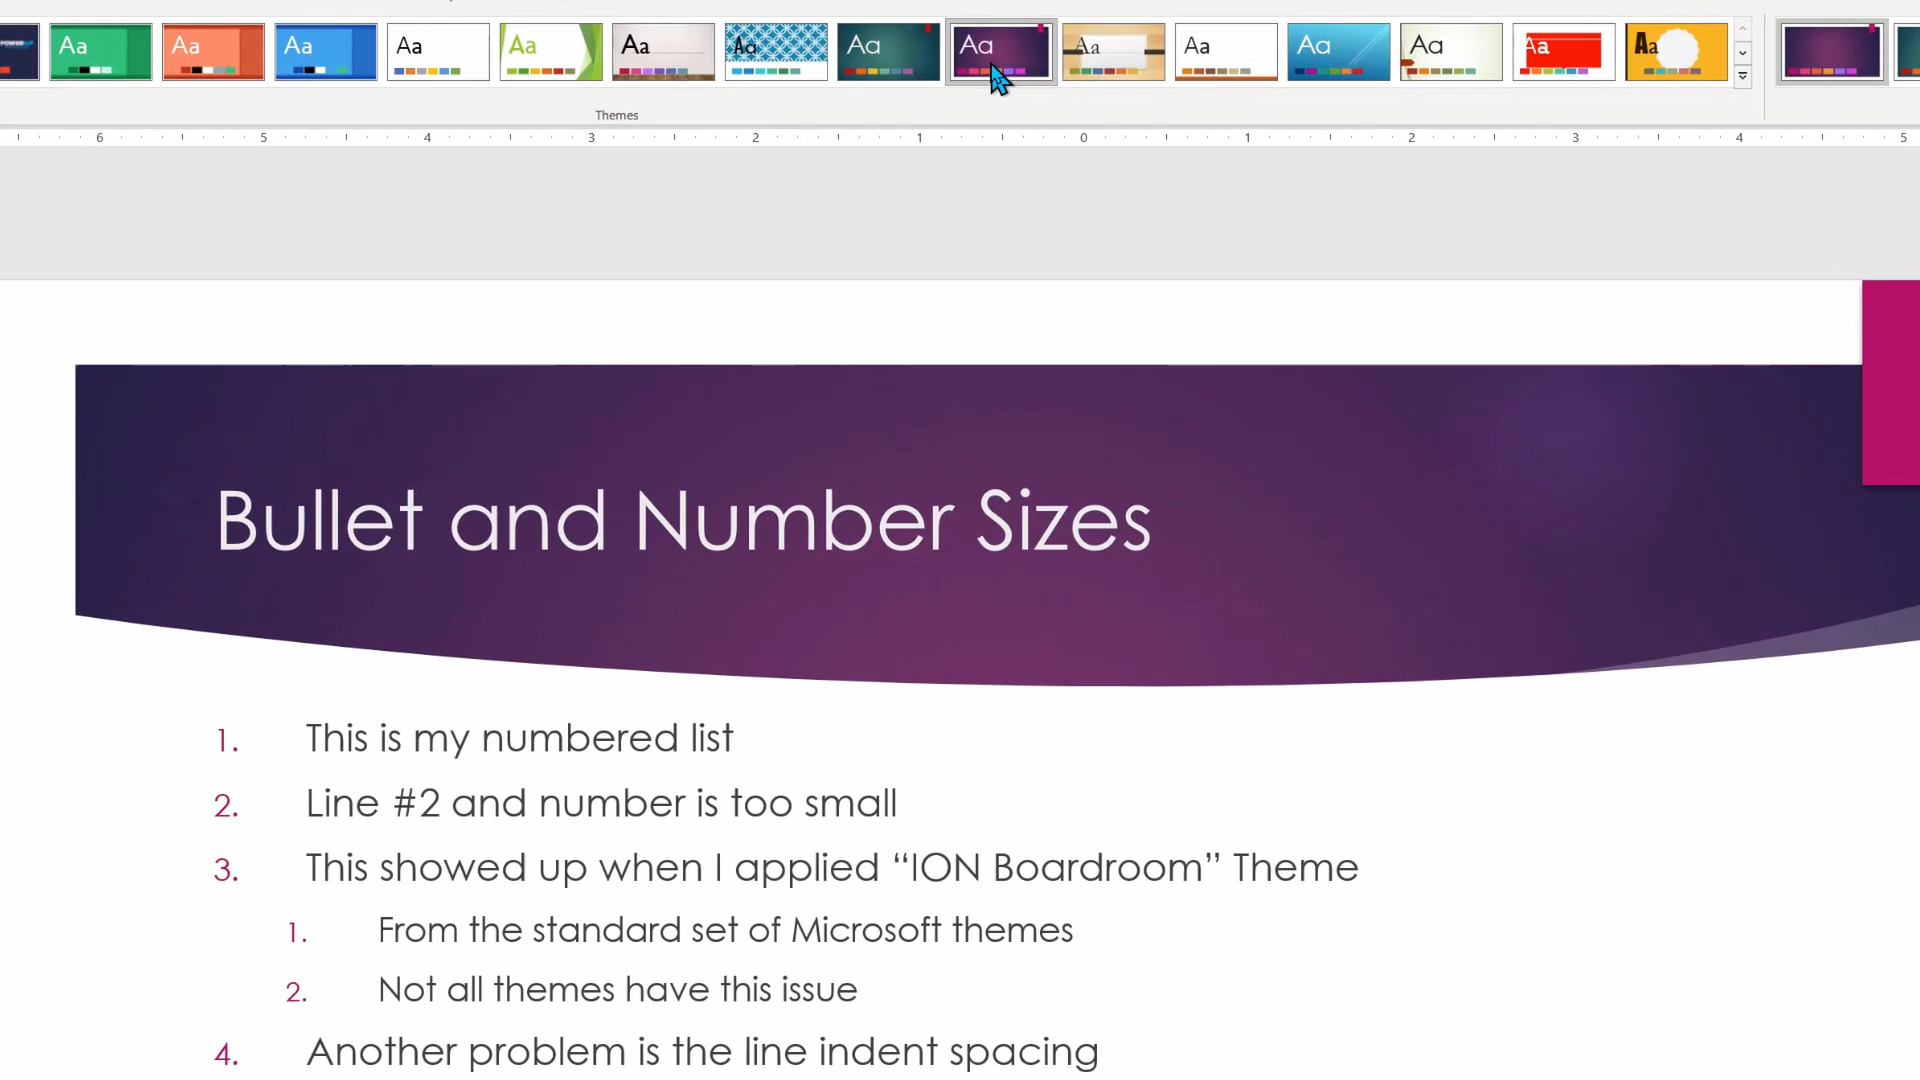 POWERUP
Aa Aa Aa Aa Aa Aa Aa Aa Aa Aa Aa Aa Aa Aa Aa
Themes
6 5 4 3 2 1 0 1 2 3 4 5
Bullet and Number Sizes
1. This is my numbered list
2. Line #2 and number is too small
3. This showed up when I applied “ION Boardroom” Theme
1. From the standard set of Microsoft themes
2. Not all themes have this issue
4. Another problem is the line indent spacing